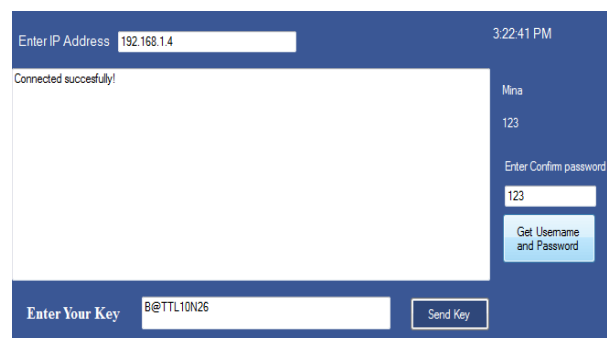 Enter IP Address 192.168.1.4
3:22:41 PM
Connected succesfully!
Mina
123
Enter Confirm password
123
Get Username
and Password
Enter Your Key B@TTL10N26
Send Key